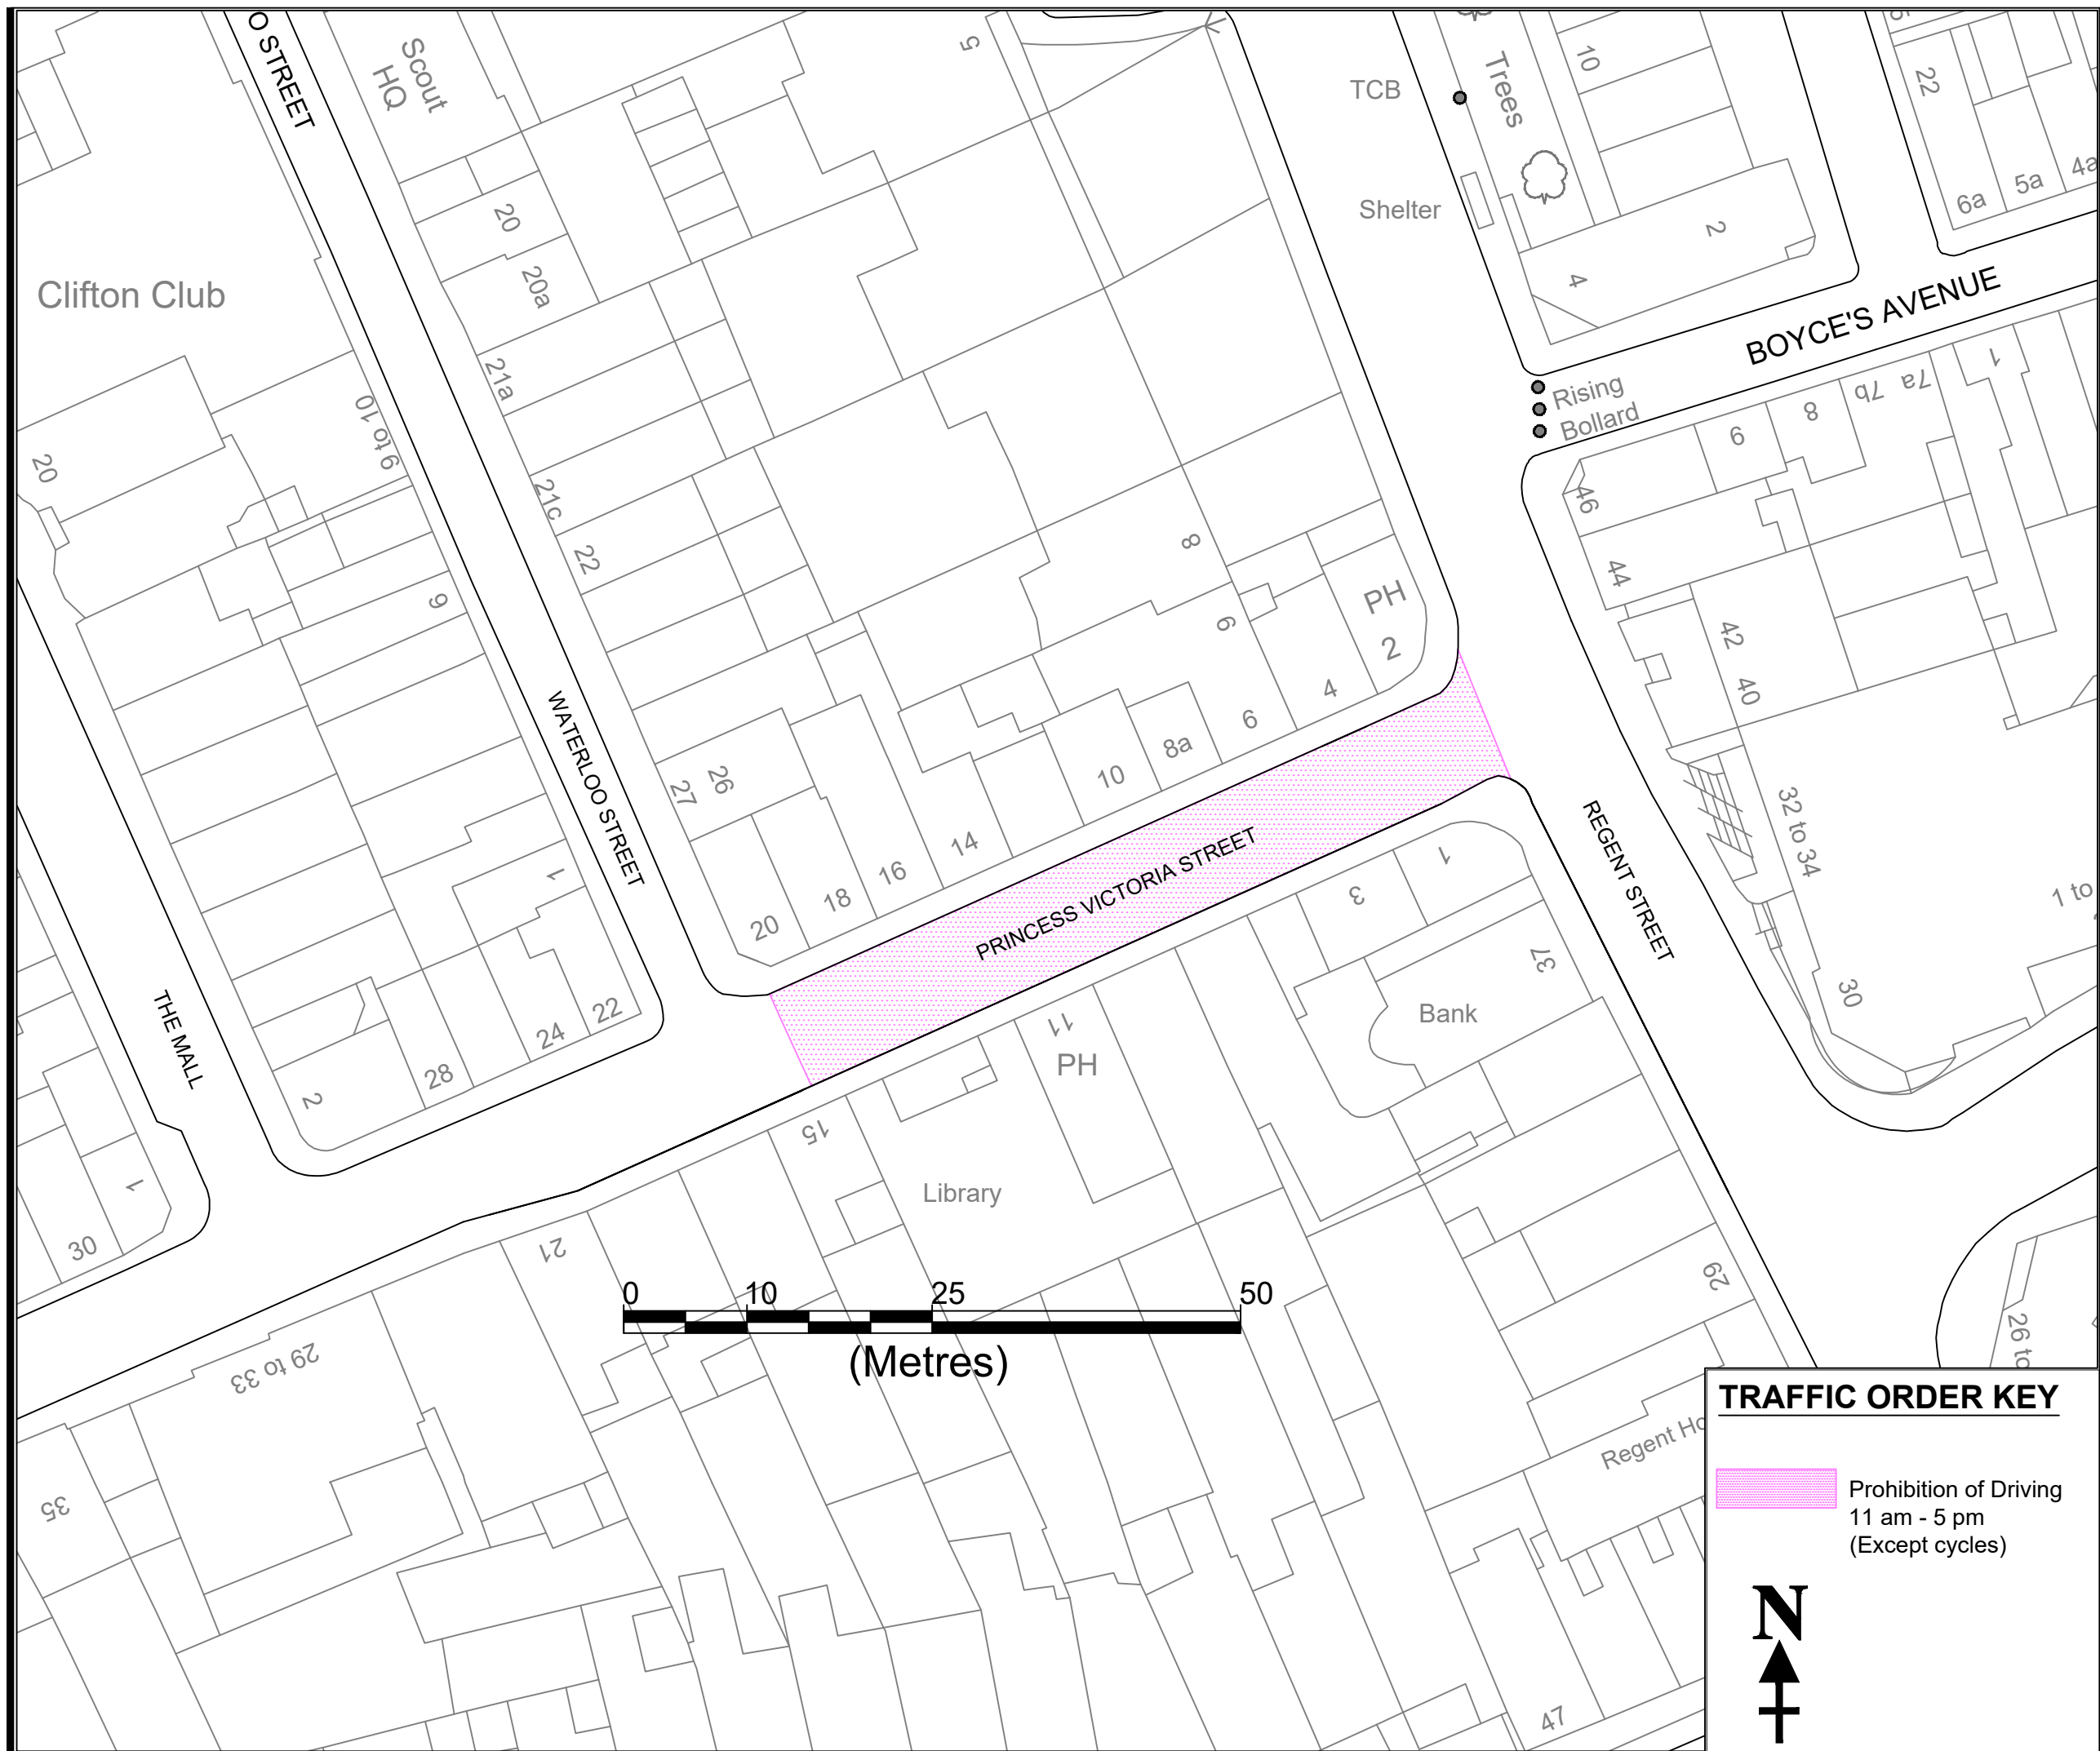 O STREET
Scout
HQ
5
TCB
Trees
10
22
6a
5a
4a
20
20a
Shelter
2
4
Clifton Club
BOYCE'S AVENUE
21a
9 to 10
20
Rising
Bollard
1
7a
7b
8
9
46
21c
22
8
44
9
PH
2
6
42
40
4
6
8a
10
WATERLOO STREET
26
27
14
16
18
20
PRINCESS VICTORIA STREET
REGENT STREET
32 to 34
1
3
1
37
1 to
30
THE MALL
22
24
28
2
11
PH
Bank
15
Library
1
30
21
29
26 to
0 10 25 50
(Metres)
29 to 33
35
Regent Ho
47
TRAFFIC ORDER KEY
Prohibition of Driving
11 am - 5 pm
(Except cycles)
N